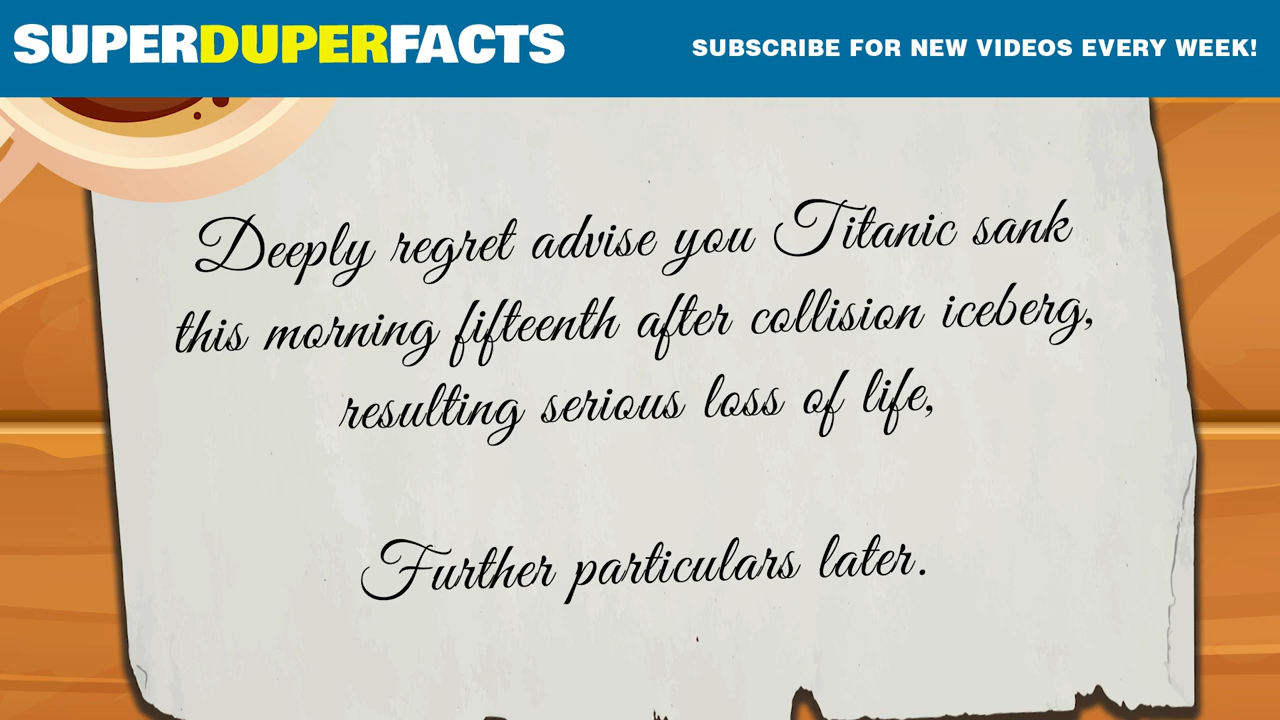 SUPERDUPERFACTS
SUBSCRIBE FOR NEW VIDEOS EVERY WEEK!
Deeply regret advise you Titanic sank
this morning fifteenth after collision iceberg,
resulting serious loss of life,
Further particulars later.